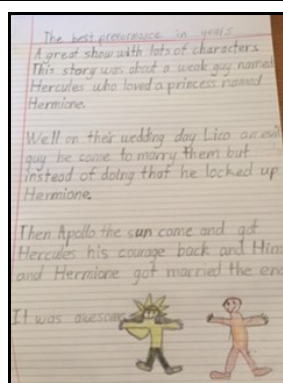 The best preformance in years
A great show with lots of characters
This story was about a weak guy named
Hercules who loved a princess named
Hermione.
Well on their wedding day Lico an evil
guy he come to marry them but
instead of doing that he locked up
Hermione.
Then Apollo the sun come and got
Hercules his courage back and Him
and Hermione got married the end
It was awesome